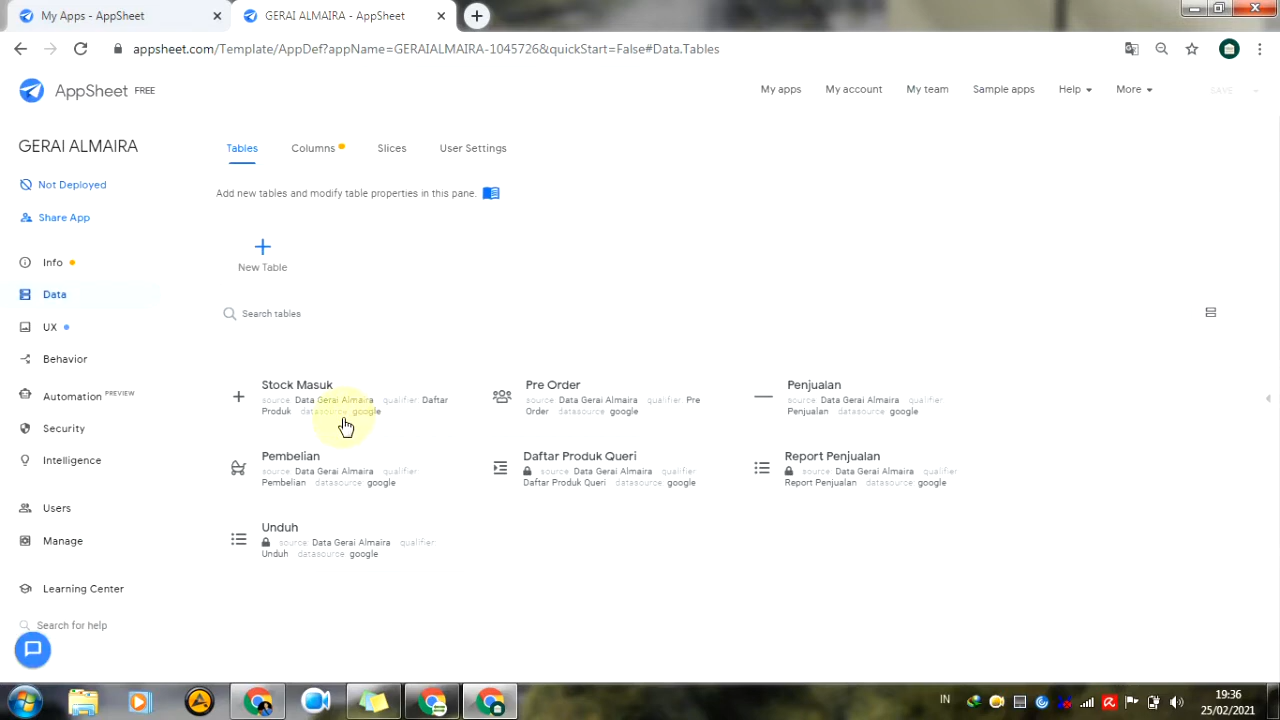 My Apps - AppSheet
GERAI ALMAIRA - AppSheet
appsheet.com/Template/AppDef?appName=GERAIALMAIRA-1045726&quickStart=False#Data.Tables
AppSheet FREE
My apps
My account
My team
Sample apps
Help
More
SAVE
GERAI ALMAIRA
Not Deployed
Share App
Info
Data
UX
Behavior
Automation PREVIEW
Security
Intelligence
Users
Manage
Learning Center
Search for help
Tables
Columns
Slices
User Settings
Add new tables and modify table properties in this pane.
New Table
Search tables
Stock Masuk
source: Data Gerai Almaira qualifier: Daftar
Produk datasource: google
Pre Order
source: Data Gerai Almaira qualifier: Pre
Order datasource: google
Penjualan
source: Data Gerai Almaira qualifier:
Penjualan datasource: google
Pembelian
source: Data Gerai Almaira qualifier:
Pembelian datasource: google
Daftar Produk Queri
source: Data Gerai Almaira qualifier:
Daftar Produk Queri datasource: google
Report Penjualan
source: Data Gerai Almaira qualifier:
Report Penjualan datasource: google
Unduh
source: Data Gerai Almaira qualifier:
Unduh datasource: google
IN
19:36
25/02/2021